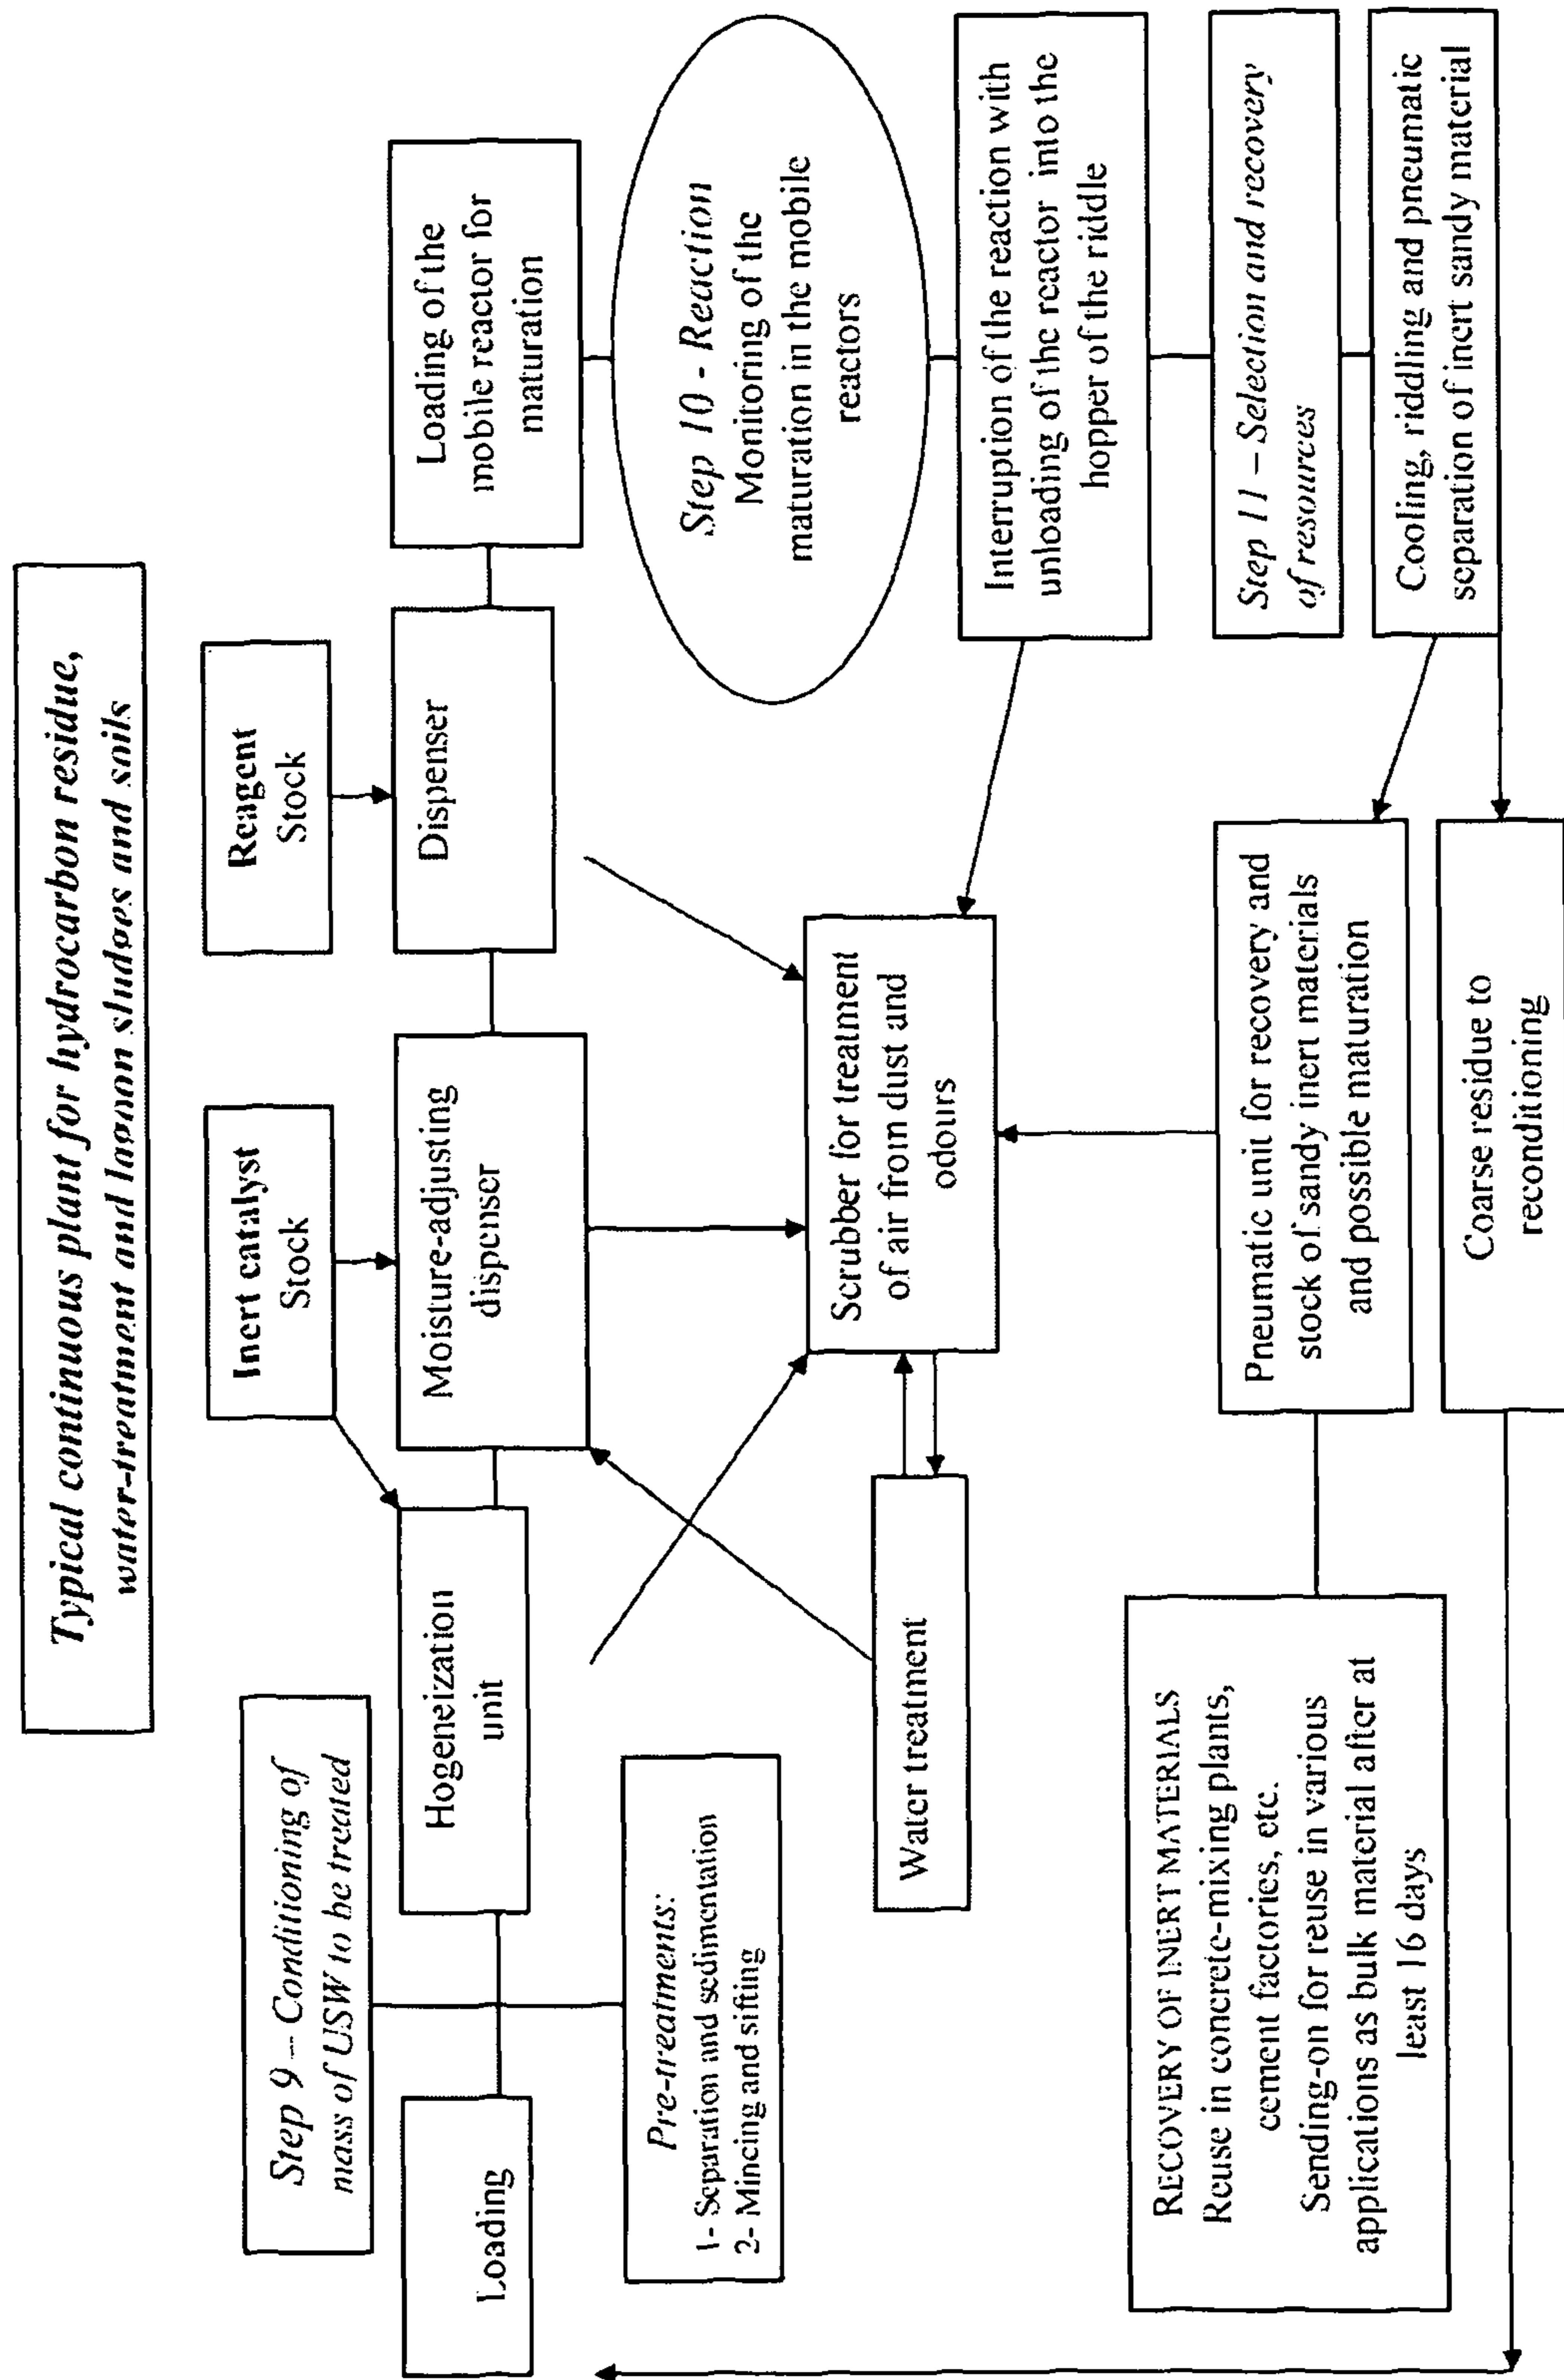 Typical continuous plant for hydrocarbon residue,
water-treatment and lagoon sludges and soils
Step 9 – Conditioning of
mass of USW to be treated
Inert catalyst
Stock
Reagent
Stock
Loading
Hogeneization
unit
Moisture-adjusting
dispenser
Dispenser
Loading of the
mobile reactor for
maturation
Pre-treatments:
1- Separation and sedimentation
2- Mincing and sifting
Step 10 - Reaction
Monitoring of the
maturation in the mobile
reactors
Water treatment
Scrubber for treatment
of air from dust and
odours
Interruption of the reaction with
unloading of the reactor into the
hopper of the riddle
Step 11 – Selection and recovery
of resources
RECOVERY OF INERT MATERIALS
Reuse in concrete-mixing plants,
cement factories, etc.
Sending-on for reuse in various
applications as bulk material after at
least 16 days
Pneumatic unit for recovery and
stock of sandy inert materials
and possible maturation
Cooling, riddling and pneumatic
separation of inert sandy material
Coarse residue to
reconditioning